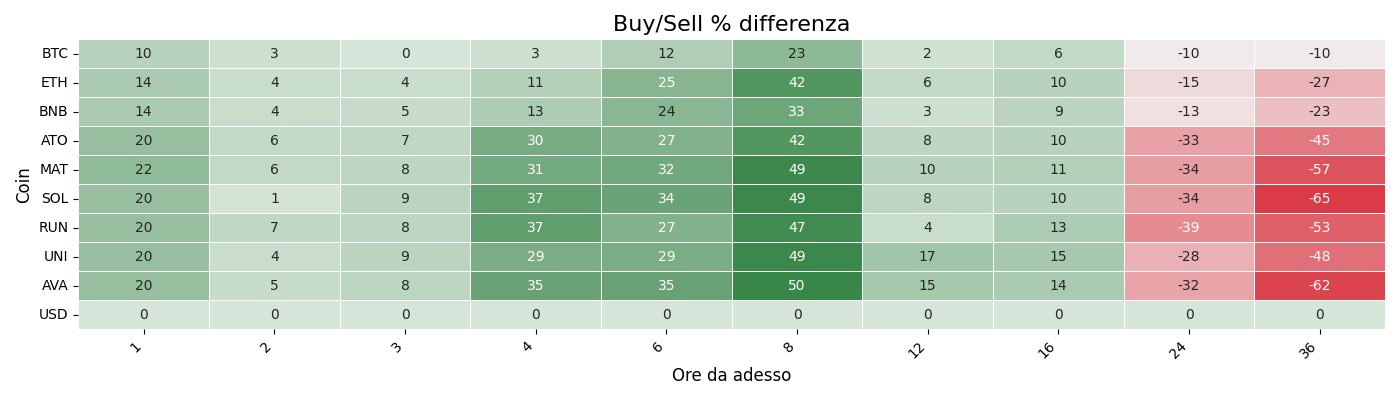 Buy/Sell % differenza
Coin
BTC 10 3 0 3 12 23 2 6 -10 -10
ETH 14 4 4 11 25 42 6 10 -15 -27
BNB 14 4 5 13 24 33 3 9 -13 -23
ATO 20 6 7 30 27 42 8 10 -33 -45
MAT 22 6 8 31 32 49 10 11 -34 -57
SOL 20 1 9 37 34 49 8 10 -34 -65
RUN 20 7 8 37 27 47 4 13 -39 -53
UNI 20 4 9 29 29 49 17 15 -28 -48
AVA 20 5 8 35 35 50 15 14 -32 -62
USD 0 0 0 0 0 0 0 0 0 0
1 2 3 4 6 8 12 16 24 36
Ore da adesso